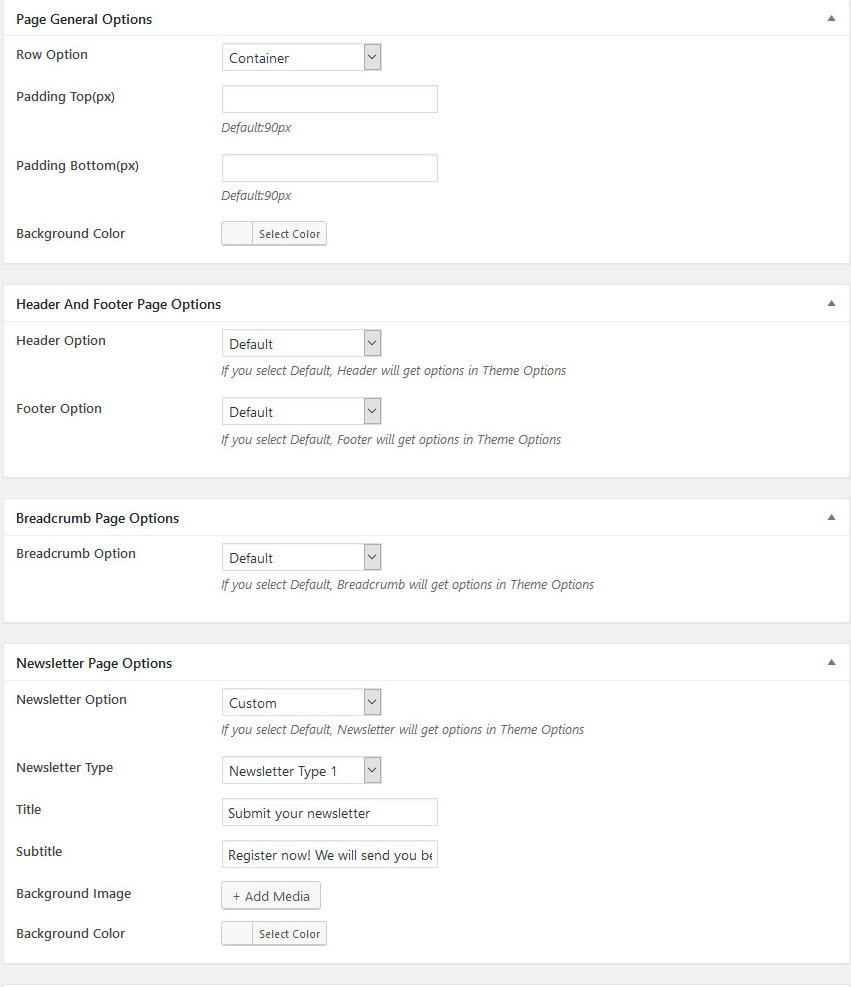 Page General Options
Row Option
Container
Padding Top(px)
Default:90px
Padding Bottom(px)
Default:90px
Background Color
Select Color
Header And Footer Page Options
Header Option
Default
If you select Default, Header will get options in Theme Options
Footer Option
Default
If you select Default, Footer will get options in Theme Options
Breadcrumb Page Options
Breadcrumb Option
Default
If you select Default, Breadcrumb will get options in Theme Options
Newsletter Page Options
Newsletter Option
Custom
If you select Default, Newsletter will get options in Theme Options
Newsletter Type
Newsletter Type 1
Title
Submit your newsletter
Subtitle
Register now! We will send you be
Background Image
+ Add Media
Background Color
Select Color